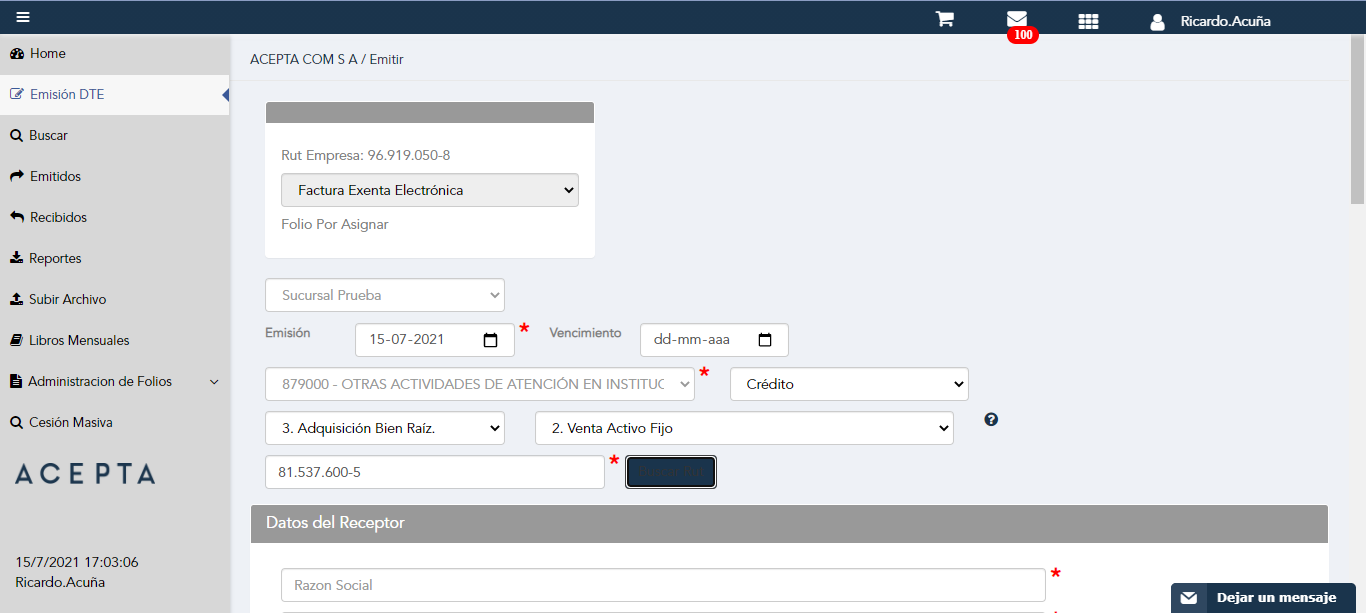 100
Ricardo.Acuña
Home
Emisión DTE
Buscar
Emitidos
Recibidos
Reportes
Subir Archivo
Libros Mensuales
Administracion de Folios
Cesión Masiva
ACEPTA
15/7/2021 17:03:06
Ricardo.Acuña
ACEPTA COM S A / Emitir
Rut Empresa: 96.919.050-8
Factura Exenta Electrónica
Folio Por Asignar
Sucursal Prueba
Emisión 15-07-2021 * Vencimiento dd-mm-aaa
879000 - OTRAS ACTIVIDADES DE ATENCIÓN EN INSTITUC * Crédito
3. Adquisición Bien Raíz. 2. Venta Activo Fijo ?
81.537.600-5 *
Datos del Receptor
Razon Social *
Dejar un mensaje